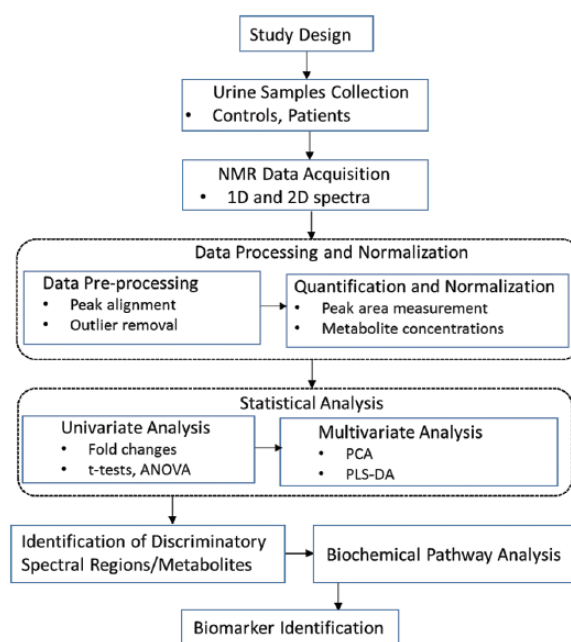 Study Design
Urine Samples Collection
• Controls, Patients
NMR Data Acquisition
• 1D and 2D spectra
Data Processing and Normalization
Data Pre-processing
• Peak alignment
• Outlier removal
Quantification and Normalization
• Peak area measurement
• Metabolite concentrations
Statistical Analysis
Univariate Analysis
• Fold changes
• t-tests, ANOVA
Multivariate Analysis
• PCA
• PLS-DA
Identification of Discriminatory
Spectral Regions/Metabolites
Biochemical Pathway Analysis
Biomarker Identification